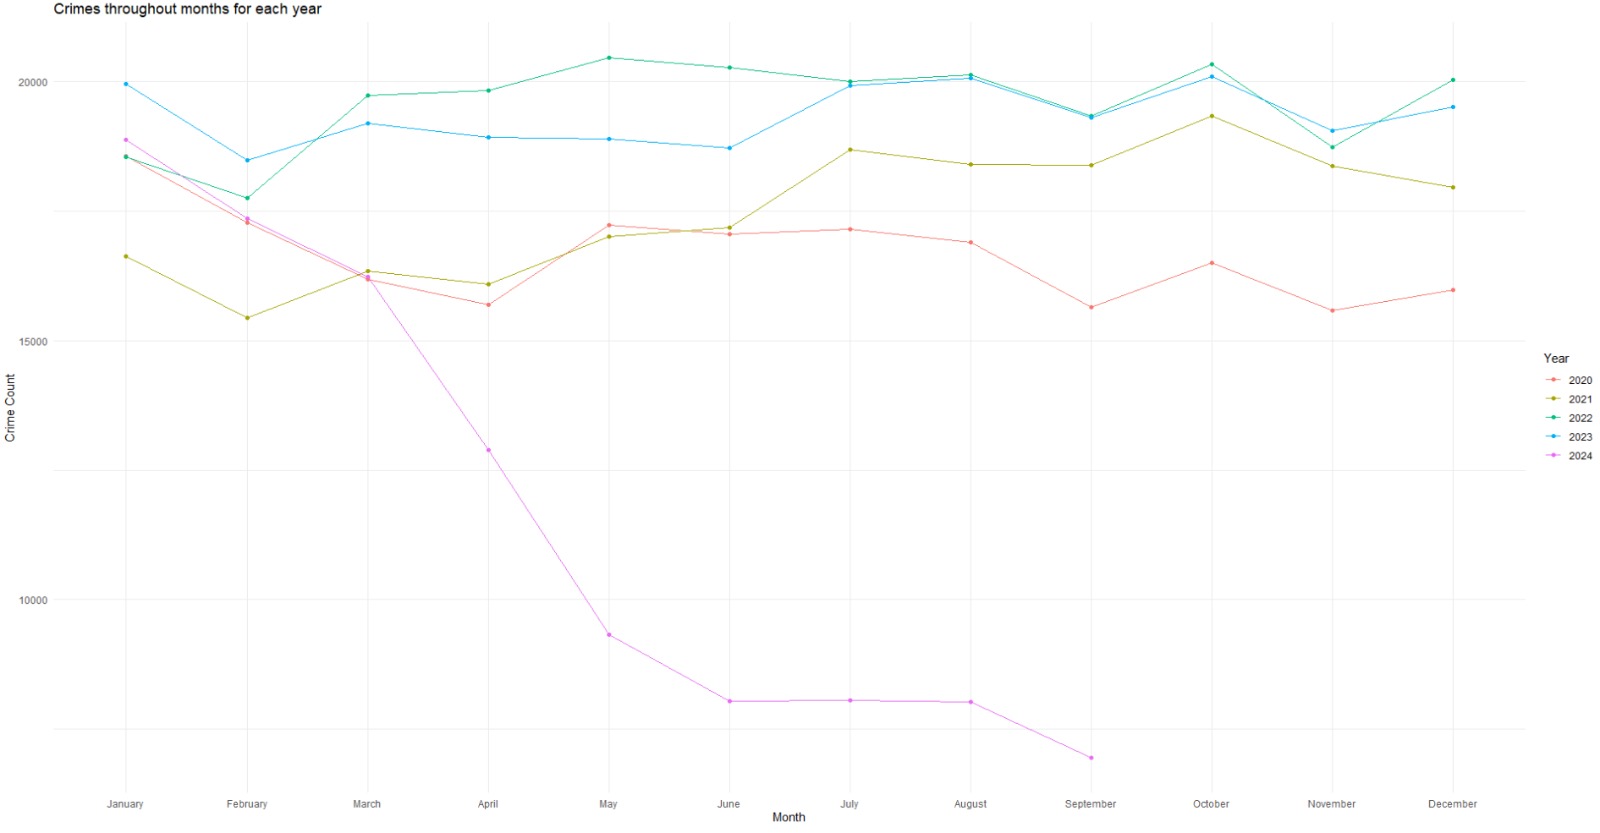 Crimes throughout months for each year
20000
15000
10000
Crime Count
January February March April May June July August September October November December
Month
Year
2020
2021
2022
2023
2024